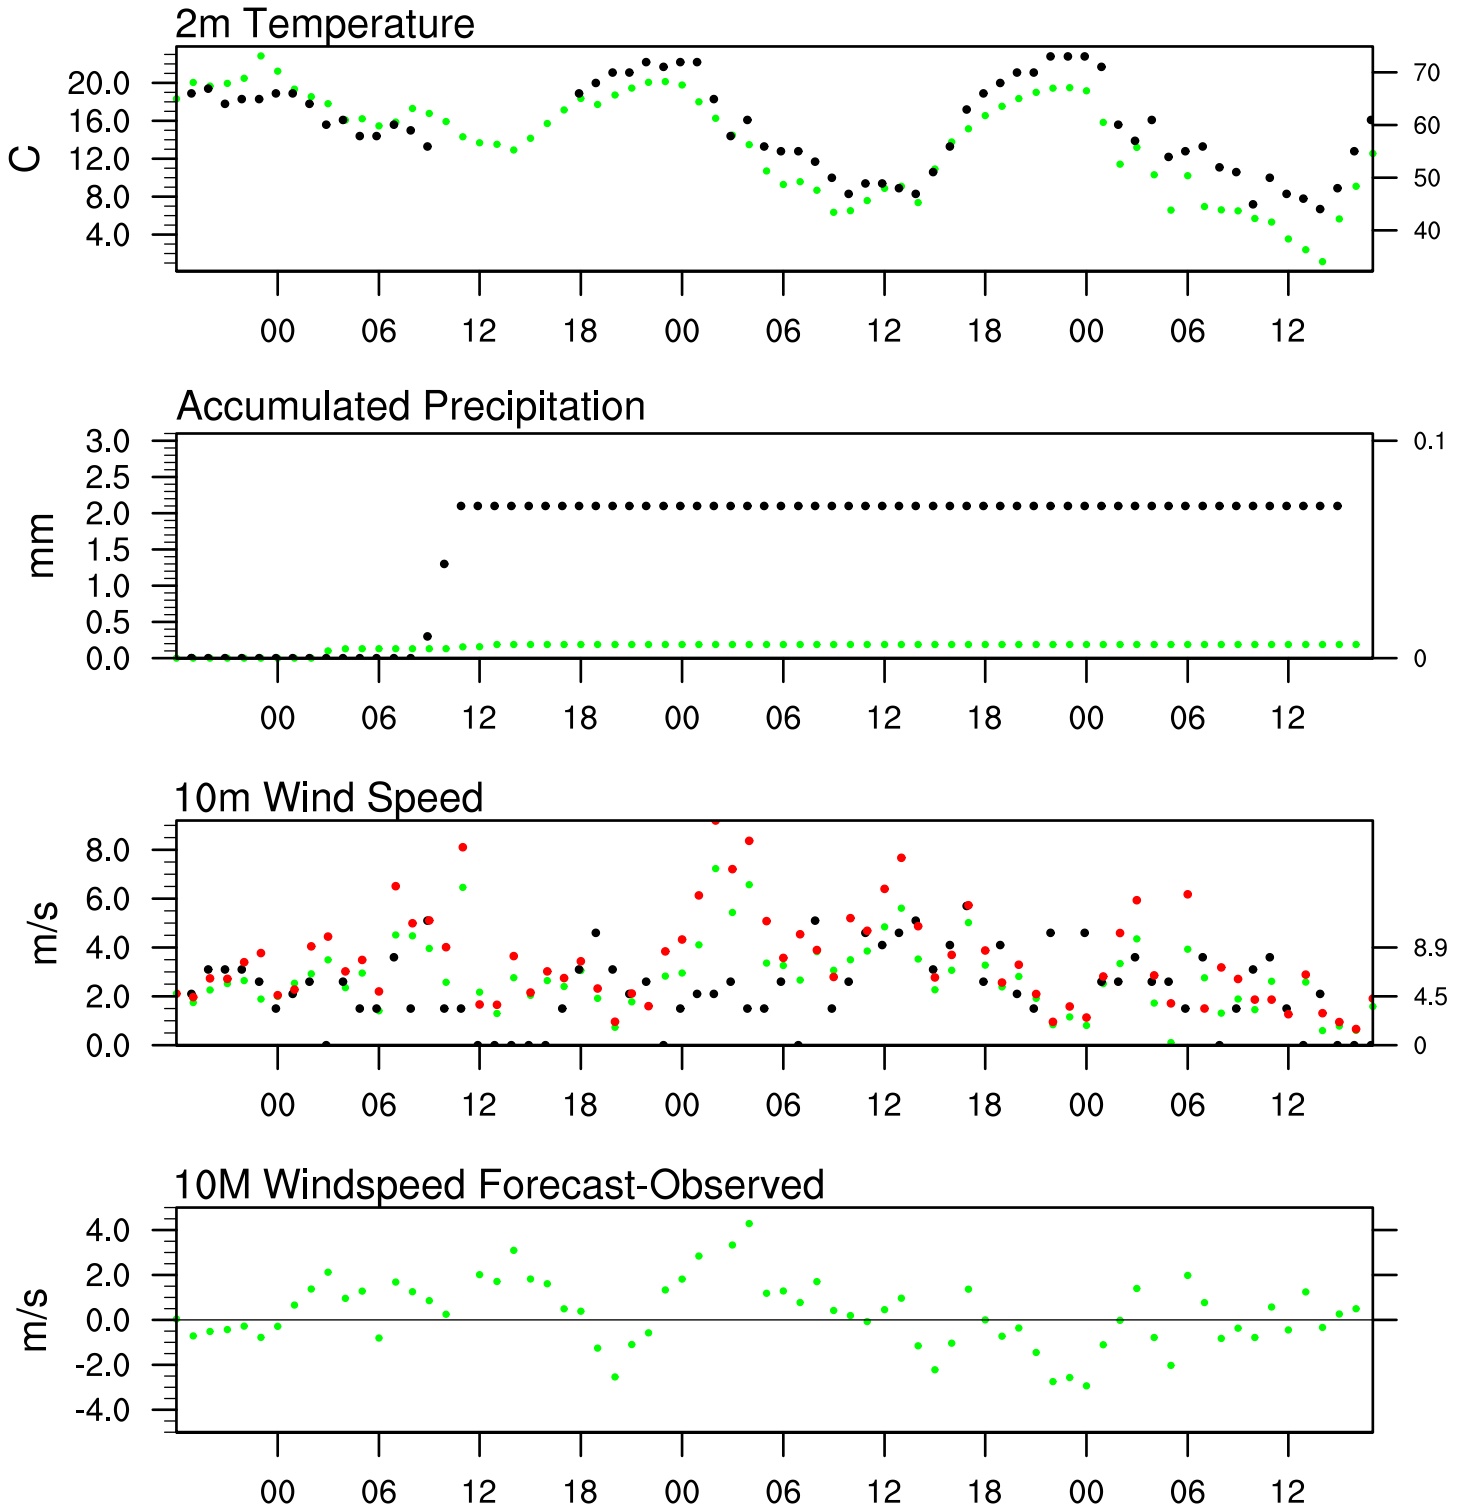 2m Temperature
20.0
16.0
12.0
8.0
4.0
C
70
60
50
40
00 06 12 18 00 06 12 18 00 06 12
Accumulated Precipitation
3.0
2.5
2.0
1.5
1.0
0.5
0.0
mm
0.1
0
00 06 12 18 00 06 12 18 00 06 12
10m Wind Speed
8.0
6.0
4.0
2.0
0.0
m/s
8.9
4.5
0
00 06 12 18 00 06 12 18 00 06 12
10M Windspeed Forecast-Observed
4.0
2.0
0.0
-2.0
-4.0
m/s
00 06 12 18 00 06 12 18 00 06 12